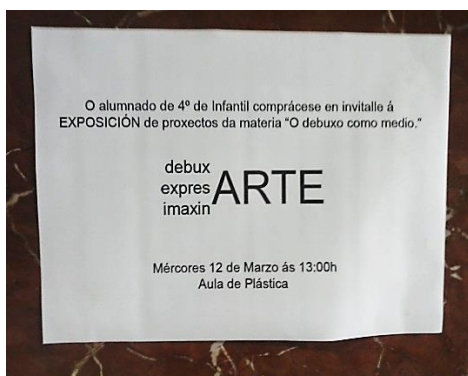 O alumnado de 4º de Infantil comprácese en invitalle á
EXPOSICIÓN de proxectos da materia "O debuxo como medio."
debux
expres
imaxin
ARTE
Mércores 12 de Marzo ás 13:00h
Aula de Plástica